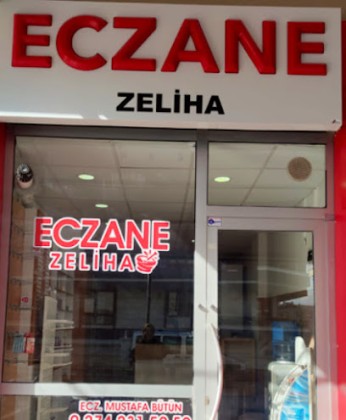 ECZANE
ZELİHA
ECZANE
ZELİHA
ECZ. MUSTAFA BÜTÜN